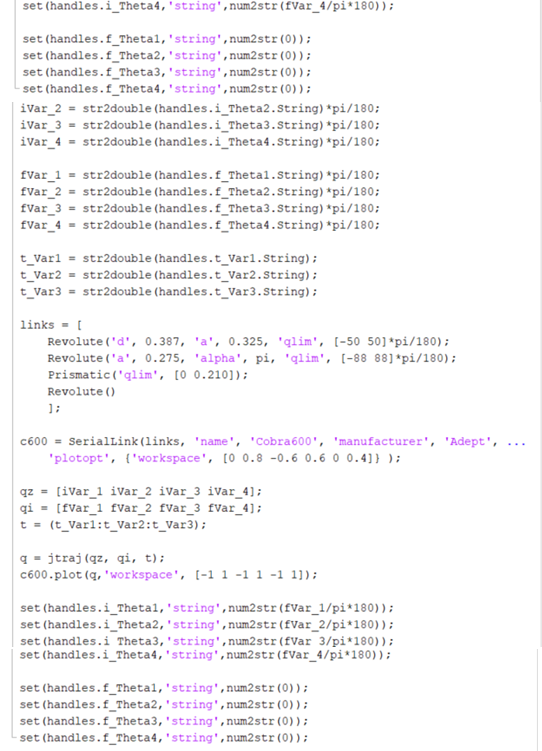 set(handles.i_Theta4,'string',num2str(fVar_4/pi*180));
set(handles.f_Theta1,'string',num2str(0));
set(handles.f_Theta2,'string',num2str(0));
set(handles.f_Theta3,'string',num2str(0));
set(handles.f_Theta4,'string',num2str(0));
iVar_2 = str2double(handles.i_Theta2.String)*pi/180;
iVar_3 = str2double(handles.i_Theta3.String)*pi/180;
iVar_4 = str2double(handles.i_Theta4.String)*pi/180;
fVar_1 = str2double(handles.f_Theta1.String)*pi/180;
fVar_2 = str2double(handles.f_Theta2.String)*pi/180;
fVar_3 = str2double(handles.f_Theta3.String)*pi/180;
fVar_4 = str2double(handles.f_Theta4.String)*pi/180;
t_Var1 = str2double(handles.t_Var1.String);
t_Var2 = str2double(handles.t_Var2.String);
t_Var3 = str2double(handles.t_Var3.String);
links = [
Revolute('d', 0.387, 'a', 0.325, 'qlim', [-50 50]*pi/180);
Revolute('a', 0.275, 'alpha', pi, 'qlim', [-88 88]*pi/180);
Prismatic('qlim', [0 0.210]);
Revolute()
];
c600 = SerialLink(links, 'name', 'Cobra600', 'manufacturer', 'Adept', ...
'plotopt', {'workspace', [0 0.8 -0.6 0.6 0 0.4]} );
qz = [iVar_1 iVar_2 iVar_3 iVar_4];
qi = [fVar_1 fVar_2 fVar_3 fVar_4];
t = (t_Var1:t_Var2:t_Var3);
q = jtraj(qz, qi, t);
c600.plot(q,'workspace', [-1 1 -1 1 -1 1]);
set(handles.i_Theta1,'string',num2str(fVar_1/pi*180));
set(handles.i_Theta2,'string',num2str(fVar_2/pi*180));
set(handles.i Theta3,'string',num2str(fVar 3/pi*180));
set(handles.i_Theta4,'string',num2str(fVar_4/pi*180));
set(handles.f_Theta1,'string',num2str(0));
set(handles.f_Theta2,'string',num2str(0));
set(handles.f_Theta3,'string',num2str(0));
set(handles.f_Theta4,'string',num2str(0));